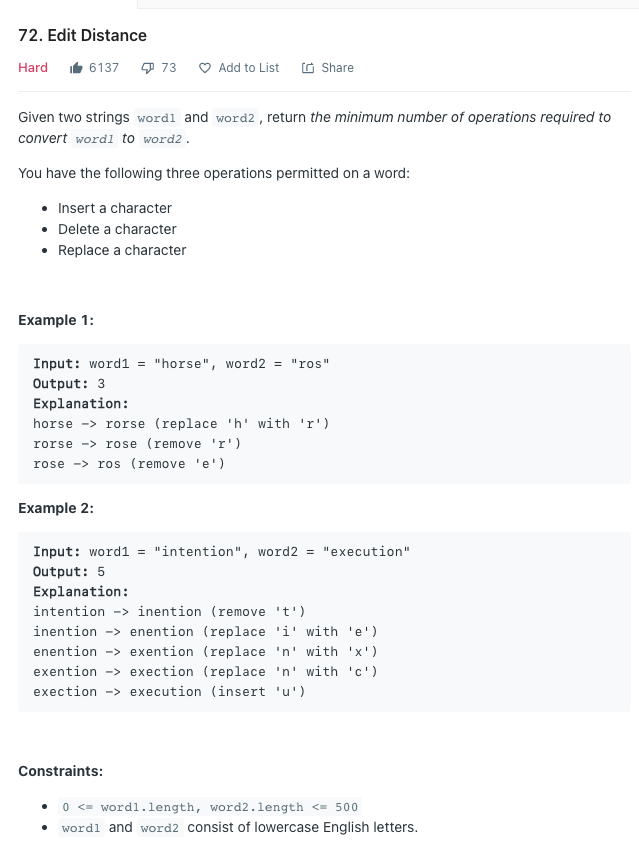 72. Edit Distance
Hard 6137 73 Add to List Share
Given two strings word1 and word2, return the minimum number of operations required to
convert word1 to word2.
You have the following three operations permitted on a word:
• Insert a character
• Delete a character
• Replace a character
Example 1:
Input: word1 = "horse", word2 = "ros"
Output: 3
Explanation:
horse -> rorse (replace 'h' with 'r')
rorse -> rose (remove 'r')
rose -> ros (remove 'e')
Example 2:
Input: word1 = "intention", word2 = "execution"
Output: 5
Explanation:
intention -> inention (remove 't')
inention -> enention (replace 'i' with 'e')
enention -> exention (replace 'n' with 'x')
exention -> exection (replace 'n' with 'c')
exection -> execution (insert 'u')
Constraints:
• 0 <= word1.length, word2.length <= 500
• word1 and word2 consist of lowercase English letters.